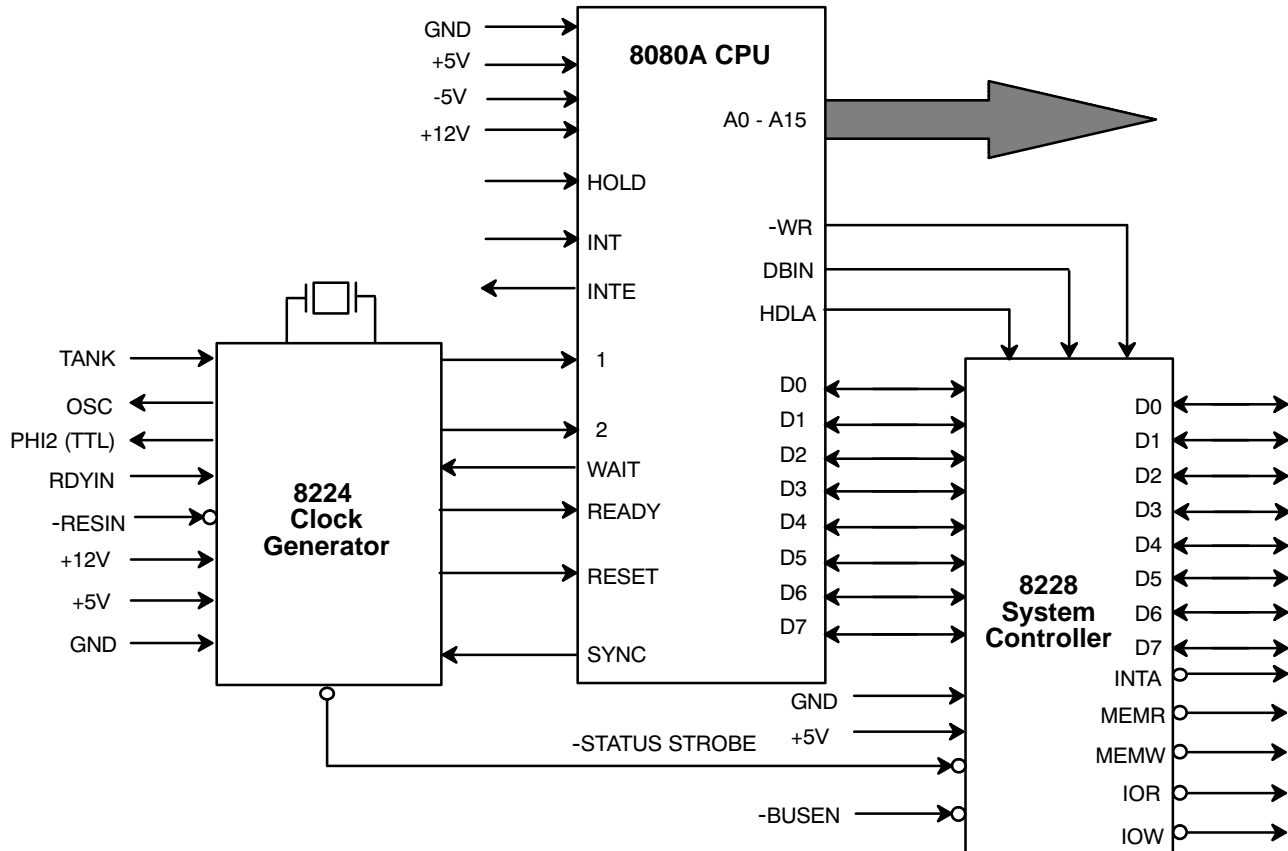 GND
+5V
-5V
+12V
8080A CPU
A0 - A15
HOLD
INT
INTE
-WR
DBIN
HDLA
1
2
WAIT
READY
RESET
SYNC
D0
D1
D2
D3
D4
D5
D6
D7
TANK
OSC
PHI2 (TTL)
RDYIN
-RESIN
+12V
+5V
GND
8224
Clock
Generator
8228
System
Controller
D0
D1
D2
D3
D4
D5
D6
D7
INTA
MEMR
MEMW
IOR
IOW
GND
+5V
-STATUS STROBE
-BUSEN